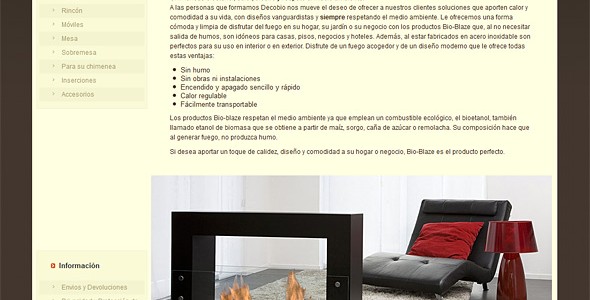 Rincón
Móviles
Mesa
Sobremesa
Para su chimenea
Inserciones
Accesorios
A las personas que formamos Decobio nos mueve el deseo de ofrecer a nuestros clientes soluciones que aporten calor y
comodidad a su vida, con diseños vanguardistas y siempre respetando el medio ambiente. Le ofrecemos una forma
cómoda y limpia de disfrutar del fuego en su hogar, su jardín o su negocio con los productos Bio-Blaze que, al no necesitar
salida de humos, son idóneos para casas, pisos, negocios y hoteles. Además, al estar fabricados en acero inoxidable son
perfectos para su uso en interior o en exterior. Disfrute de un fuego acogedor y de un diseño moderno que le ofrece todas
estas ventajas:
Sin humo
Sin obras ni instalaciones
Encendido y apagado sencillo y rápido
Calor regulable
Fácilmente transportable
Los productos Bio-blaze respetan el medio ambiente ya que emplean un combustible ecológico, el bioetanol, también
llamado etanol de biomasa que se obtiene a partir de maíz, sorgo, caña de azúcar o remolacha. Su composición hace que
al generar fuego, no produzca humo.
Si desea aportar un toque de calidez, diseño y comodidad a su hogar o negocio, Bio-Blaze es el producto perfecto.
Información
Envios y Devoluciones